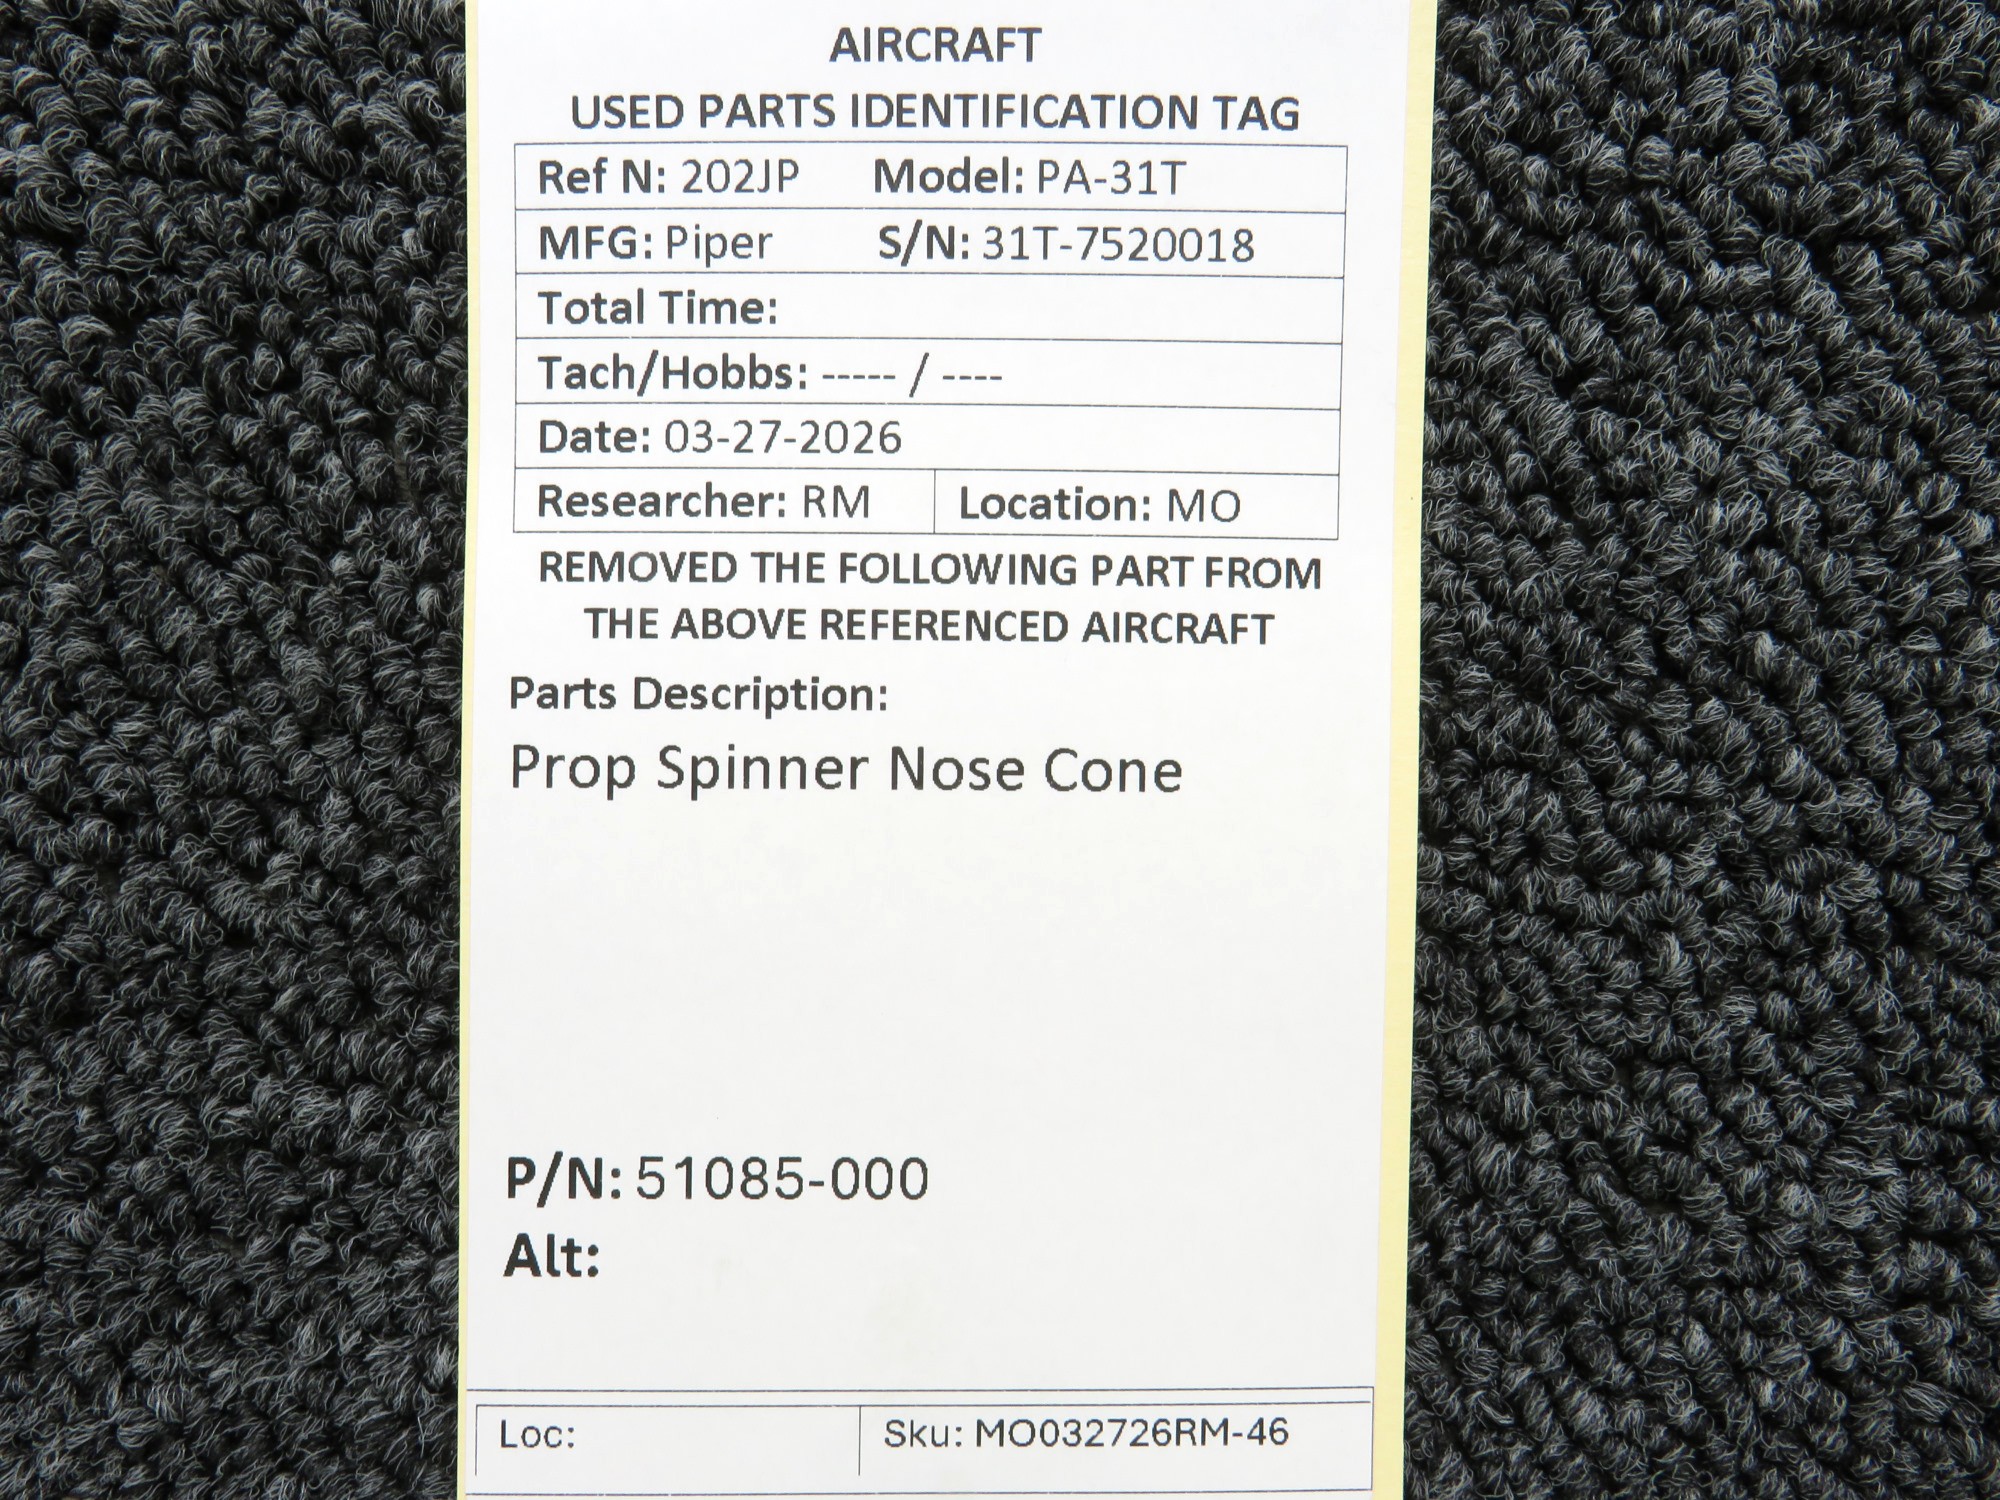 AIRCRAFT
USED PARTS IDENTIFICATION TAG
Ref N: 202JP Model: PA-31T
MFG: Piper S/N: 31T-7520018
Total Time:
Tach/Hobbs: ----- / ----
Date: 03-27-2026
Researcher: RM Location: MO
REMOVED THE FOLLOWING PART FROM
THE ABOVE REFERENCED AIRCRAFT
Parts Description:
Prop Spinner Nose Cone
P/N: 51085-000
Alt:
Loc: Sku: MO032726RM-46